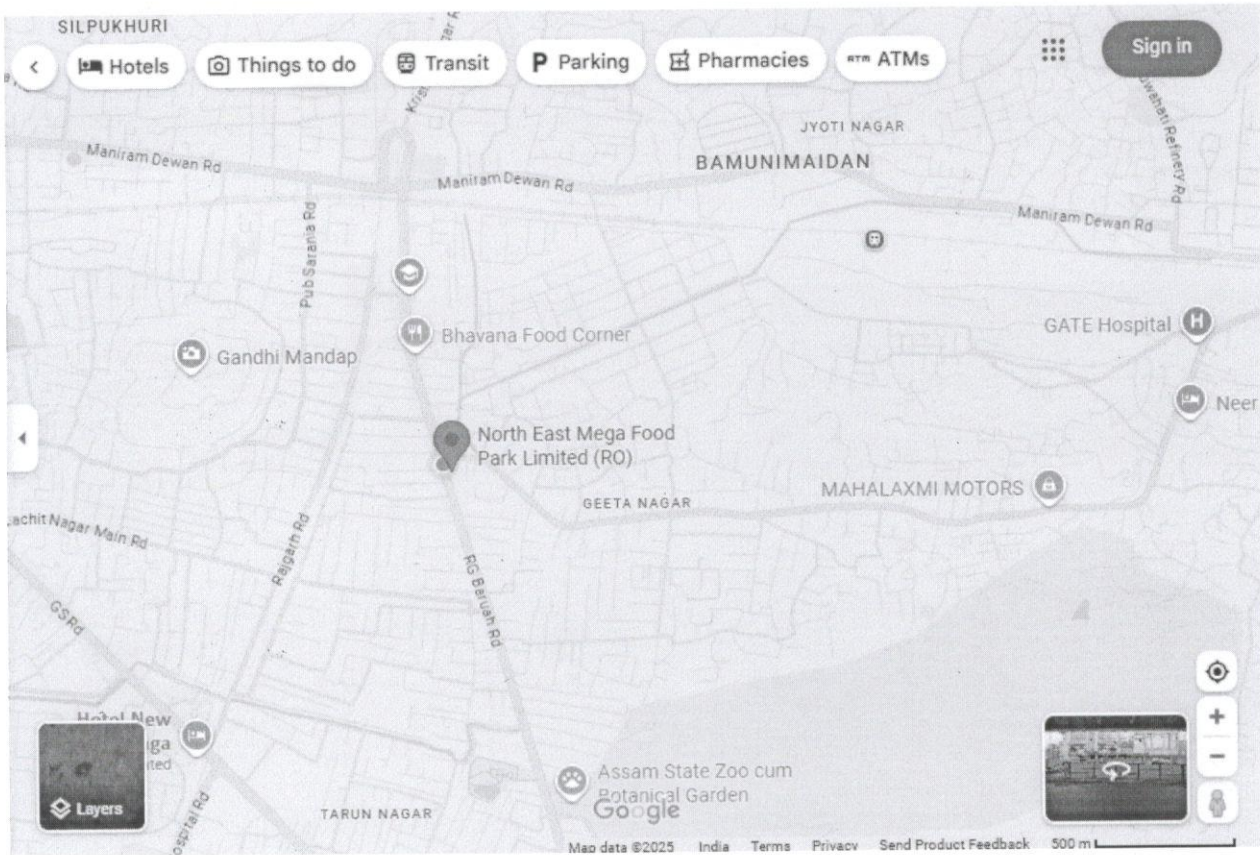 SILPUKHURI
Hotels
Things to do
Transit
P Parking
Pharmacies
ATM ATMs
Sign in
JYOTI NAGAR
BAMUNIMAIDAN
Maniram Dewan Rd
Maniram Dewan Rd
Maniram Dewan Rd
Pub Sarania Rd
Bhavana Food Corner
Gandhi Mandap
GATE Hospital
H
Neer
North East Mega Food
Park Limited (RO)
GEETA NAGAR
MAHALAXMI MOTORS
Lachit Nagar Main Rd
Rajgarh Rd
RG Baruah Rd
GS Rd
Hotel New
Layers
TARUN NAGAR
Assam State Zoo cum
Botanical Garden
Google
Map data ©2025 India Terms Privacy Send Product Feedback 500 m